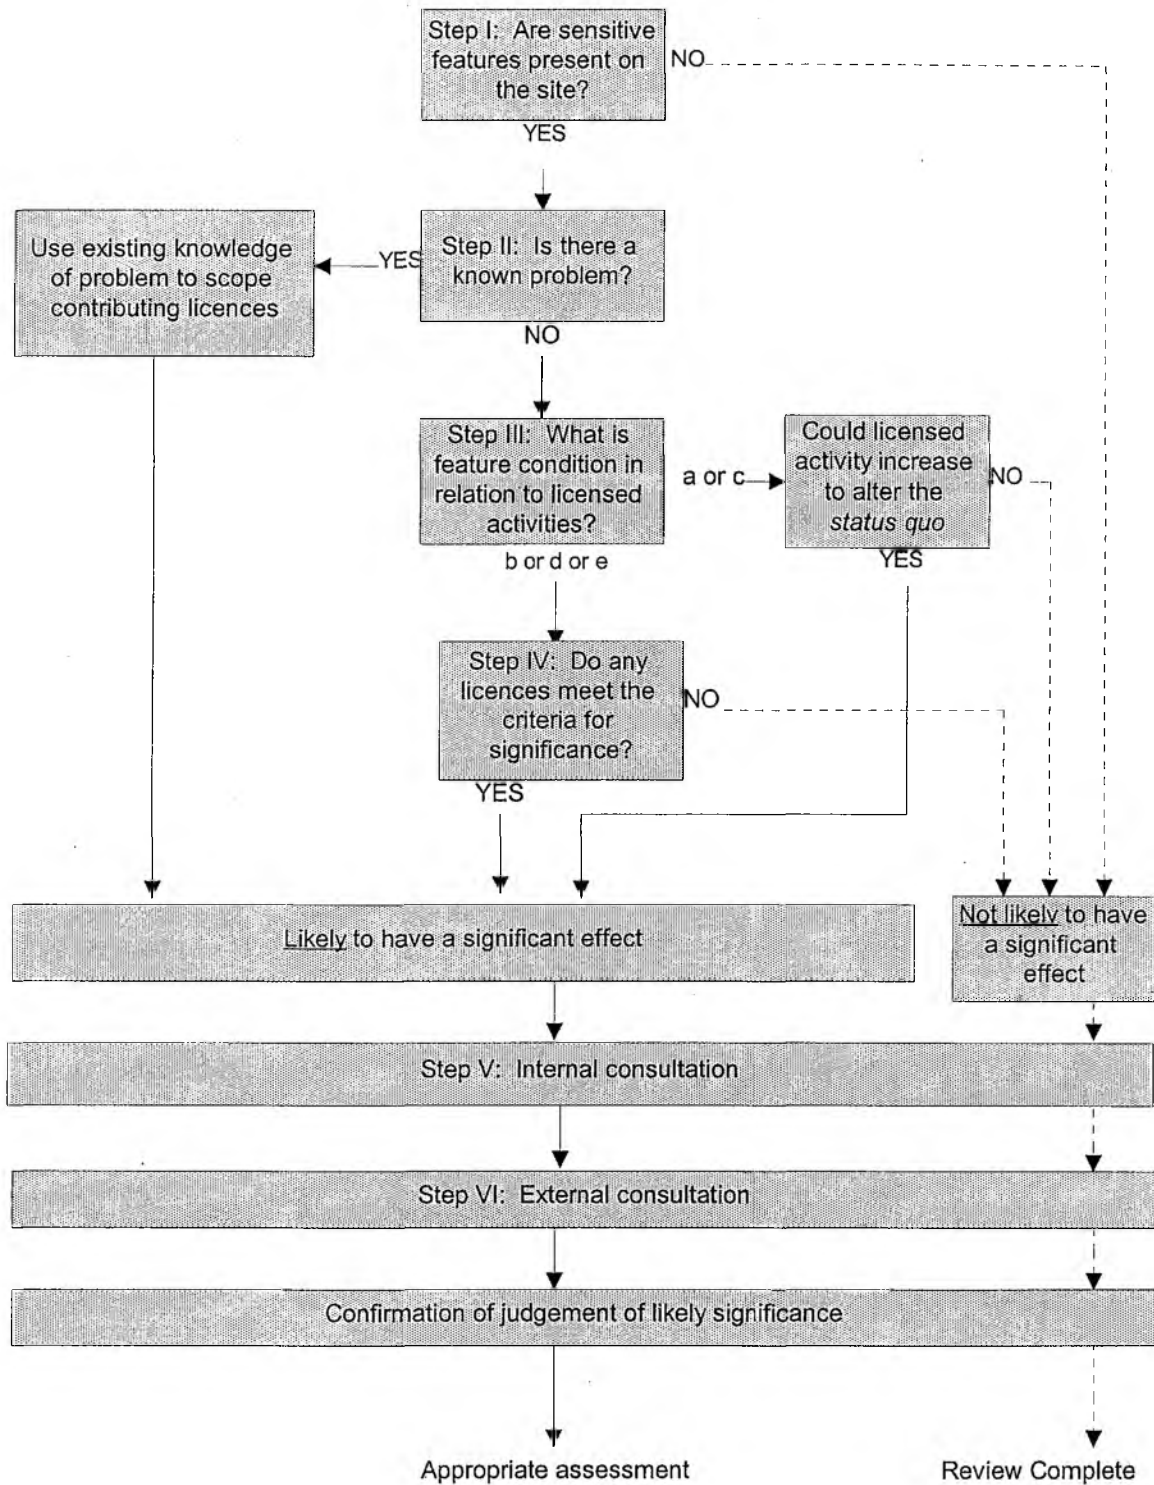 Step I: Are sensitive
features present on
the site?
NO
YES
Use existing knowledge
of problem to scope
contributing licences
YES
Step II: Is there a
known problem?
NO
Step III: What is
feature condition in
relation to licensed
activities?
a or c
Could licensed
activity increase
to alter the
status quo
NO
YES
b or d or e
Step IV: Do any
licences meet the
criteria for
significance?
NO
YES
Likely to have a significant effect
Not likely to have
a significant
effect
Step V: Internal consultation
Step VI: External consultation
Confirmation of judgement of likely significance
Appropriate assessment
Review Complete